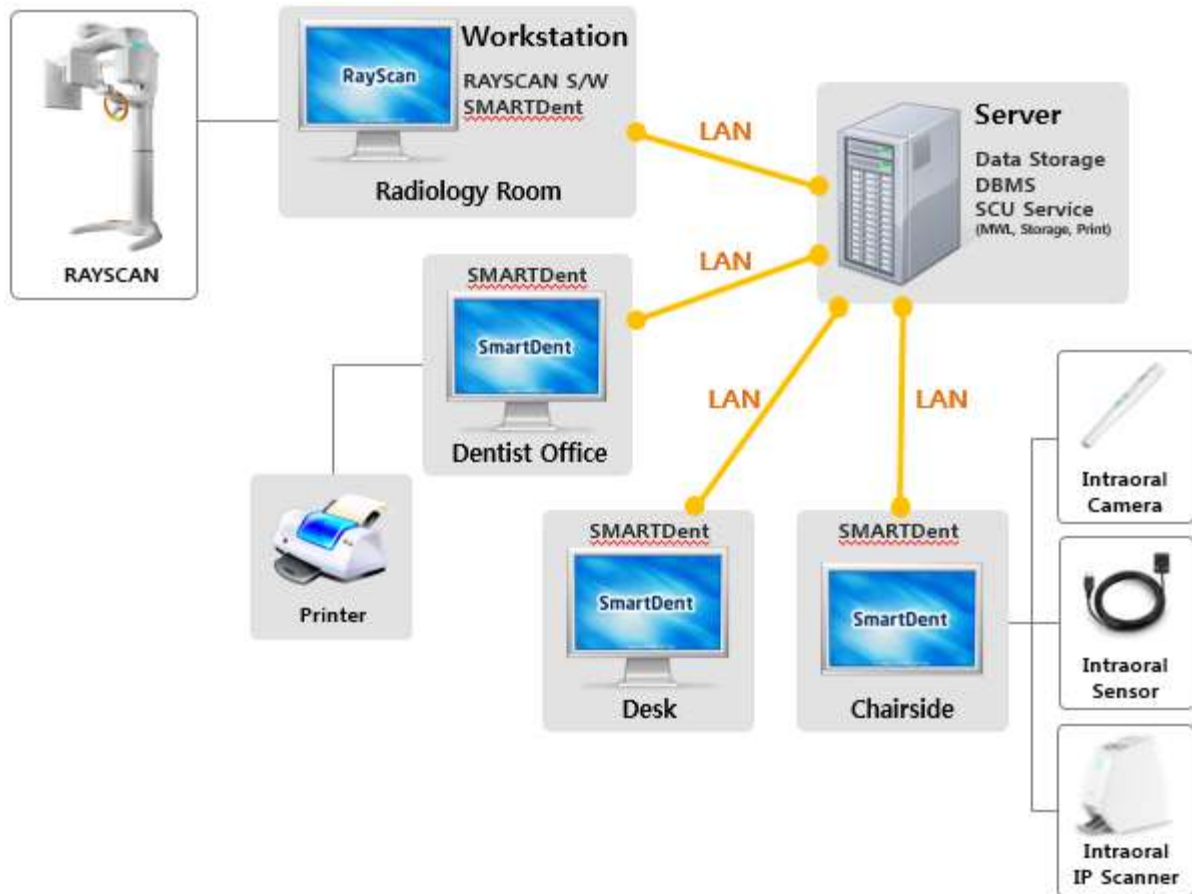 Workstation
RayScan
RAYSCAN S/W
SMARTDent
Radiology Room
RAYSCAN
LAN
Server
Data Storage
DBMS
SCU Service
(MWL, Storage, Print)
LAN
SMARTDent
SmartDent
Dentist Office
Printer
LAN
LAN
SMARTDent
SmartDent
Desk
SMARTDent
SmartDent
Chairside
Intraoral
Camera
Intraoral
Sensor
Intraoral
IP Scanner